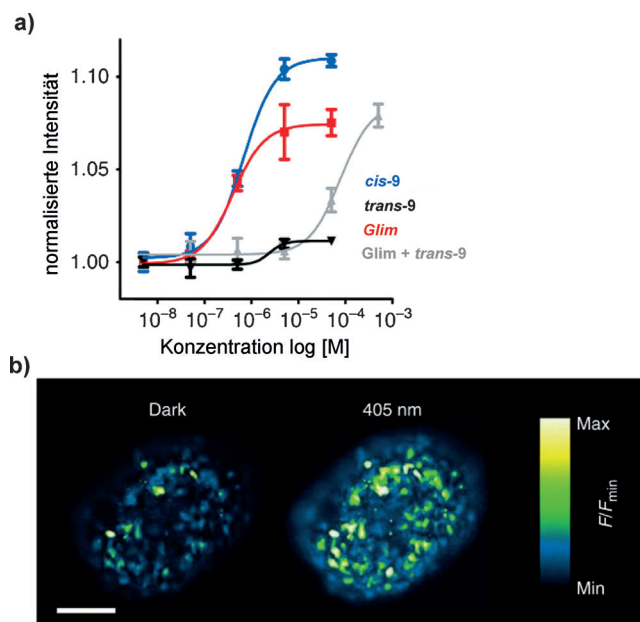 a)
normalisierte Intensität
1.10
1.05
1.00
cis-9
trans-9
Glim
Glim + trans-9
10⁻⁸ 10⁻⁷ 10⁻⁶ 10⁻⁵ 10⁻⁴ 10⁻³
Konzentration log [M]
b)
Dark 405 nm
Max
F/Fmin
Min